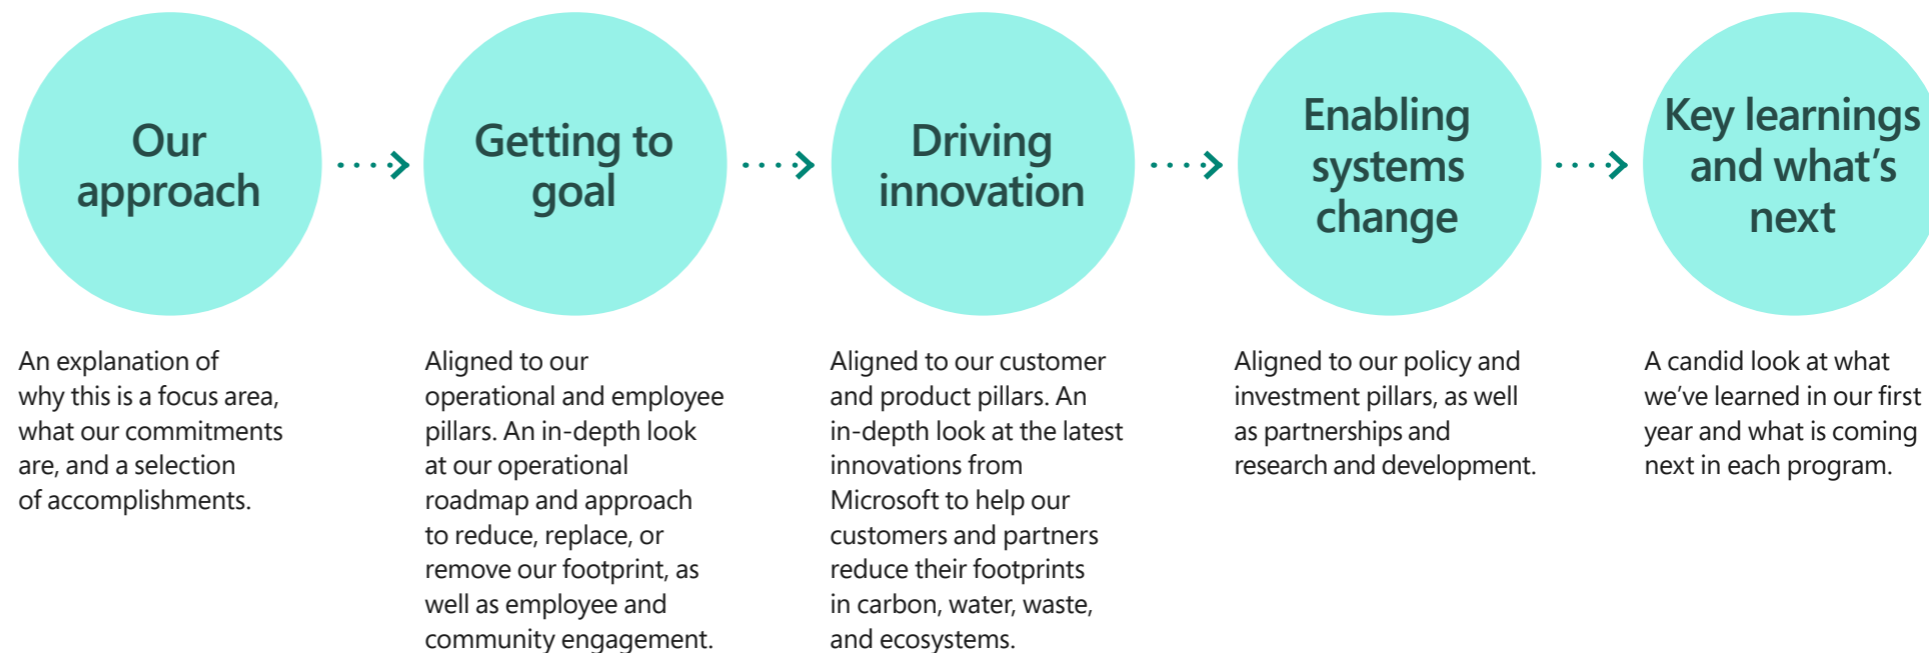 Our
approach
Getting to
goal
Driving
innovation
Enabling
systems
change
Key learnings
and what's
next
An explanation of
why this is a focus area,
what our commitments
are, and a selection
of accomplishments.
Aligned to our
operational and employee
pillars. An in-depth look
at our operational
roadmap and approach
to reduce, replace, or
remove our footprint, as
well as employee and
community engagement.
Aligned to our customer
and product pillars. An
in-depth look at the latest
innovations from
Microsoft to help our
customers and partners
reduce their footprints
in carbon, water, waste,
and ecosystems.
Aligned to our policy and
investment pillars, as well
as partnerships and
research and development.
A candid look at what
we've learned in our first
year and what is coming
next in each program.